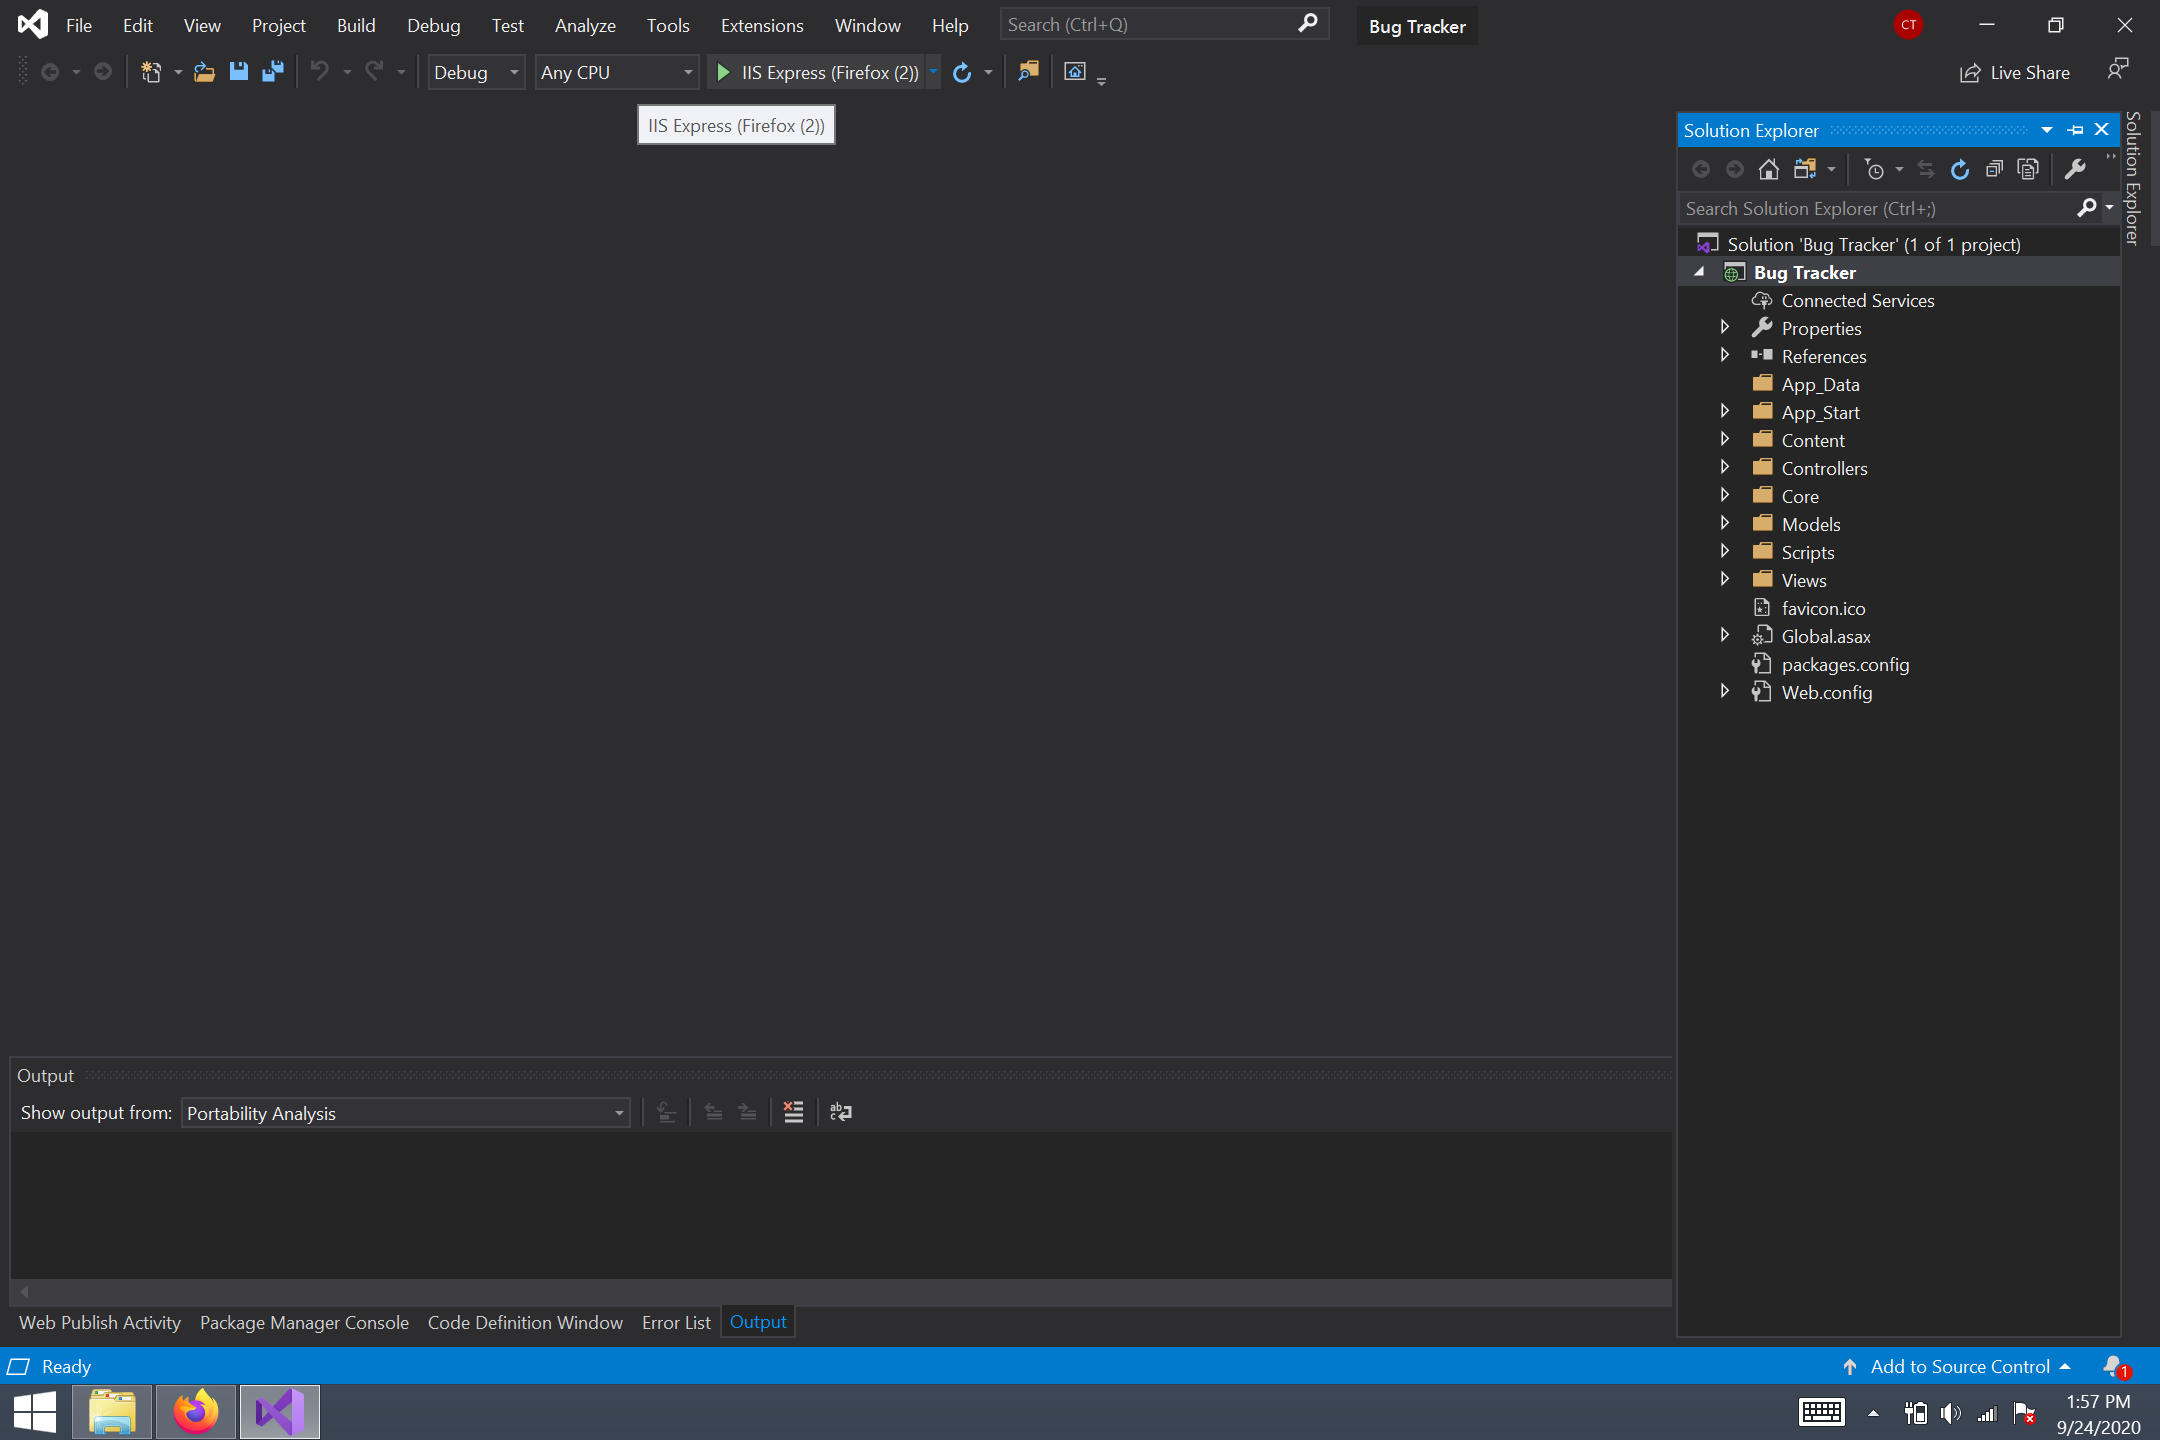 File Edit View Project Build Debug Test Analyze Tools Extensions Window Help Search (Ctrl+Q) Bug Tracker CT
Debug Any CPU IIS Express (Firefox (2)) Live Share
IIS Express (Firefox (2))
Solution Explorer
Solution Explorer
Search Solution Explorer (Ctrl+;)
Solution 'Bug Tracker' (1 of 1 project)
Bug Tracker
Connected Services
Properties
References
App_Data
App_Start
Content
Controllers
Core
Models
Scripts
Views
favicon.ico
Global.asax
packages.config
Web.config
Output
Show output from: Portability Analysis
Web Publish Activity Package Manager Console Code Definition Window Error List Output
Ready Add to Source Control 1
1:57 PM
9/24/2020